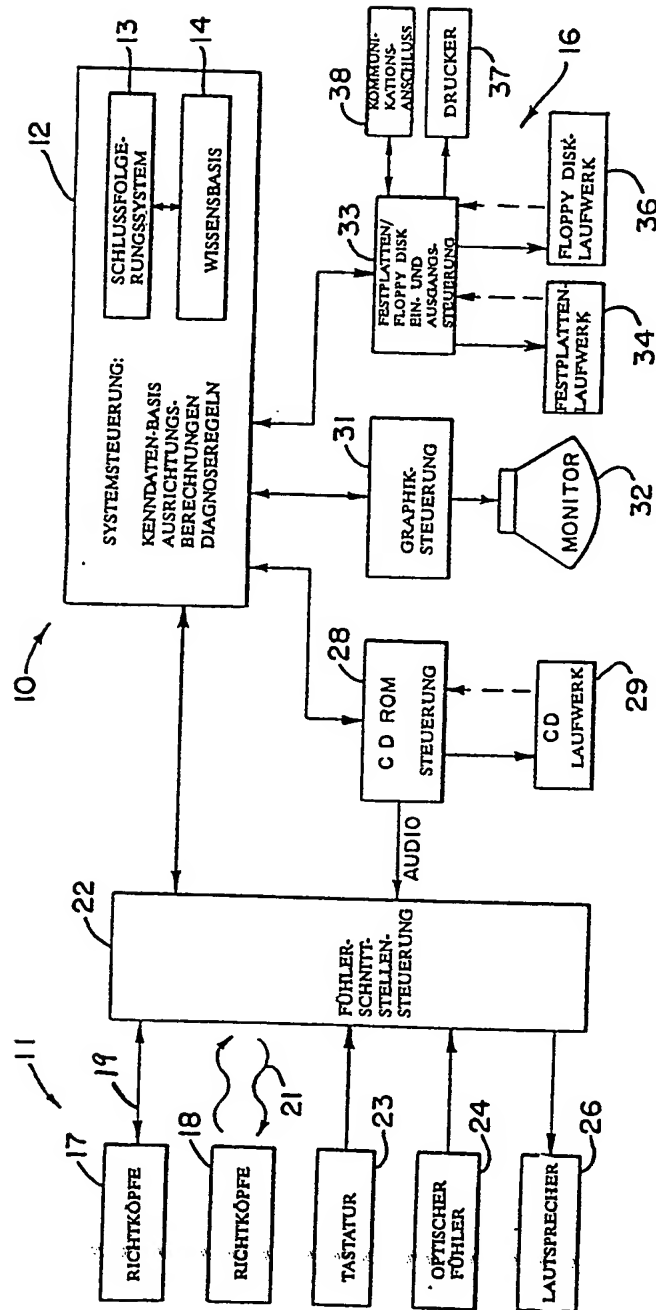 10
12
SYSTEMSTEUERUNG:
KENNDATEN-BASIS
AUSRICHTUNGS-
BERECHNUNGEN
DIAGNOSEREGELN
13
SCHLUSSFOLGE-
RUNGSSYSTEM
14
WISSENSBASIS
11
17
RICHTKÖPFE
19
18
RICHTKÖPFE
21
23
TASTATUR
24
OPTISCHER
FÜHLER
26
LAUTSPRECHER
22
FÜHLER-
SCHNITT-
STELLEN-
STEUERUNG
AUDIO
28
CD ROM
STEUERUNG
CD
LAUFWERK
29
31
GRAPHIK-
STEUERUNG
MONITOR
32
33
FESTPLATTEN/
FLOPPY DISK
EIN- UND
AUSGANGS-
STEUERUNG
38
KOMMUNI-
KATIONS-
ANSCHLUSS
DRUCKER
37
16
FESTPLATTEN-
LAUFWERK
34
FLOPPY DISK-
LAUFWERK
36